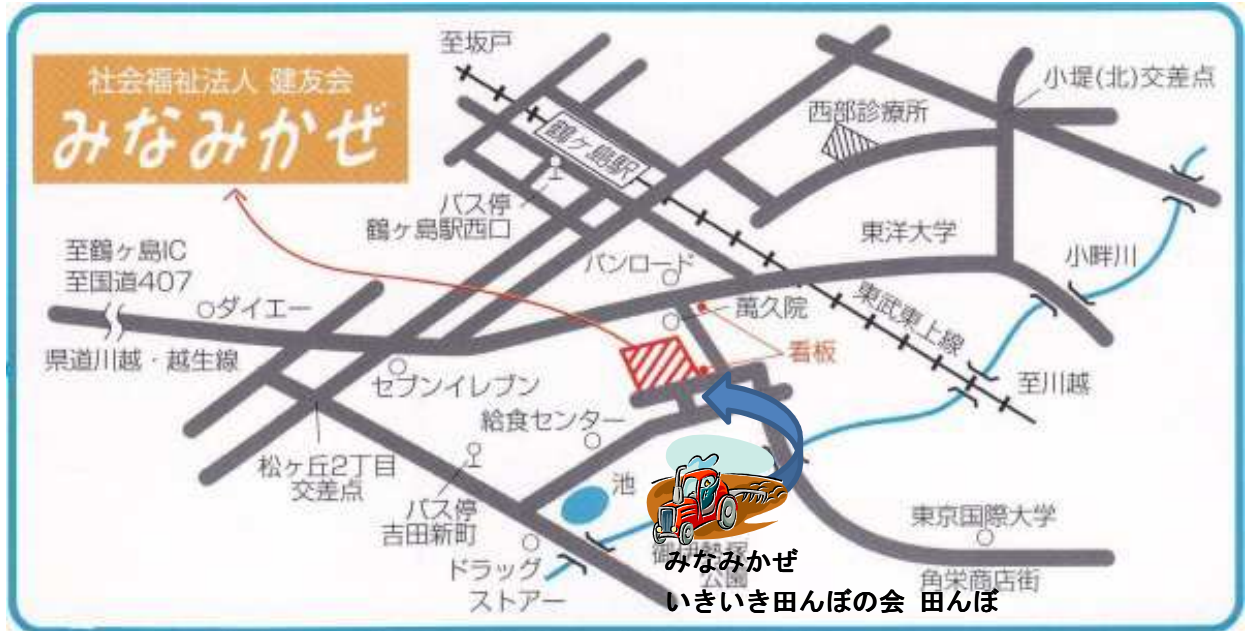 社会福祉法人 健友会
みなみかぜ
至坂戸
小堤(北)交差点
西部診療所
鶴ヶ島駅
バス停
鶴ヶ島駅西口
東洋大学
小畔川
至鶴ヶ島IC
至国道407
パンロード
ダイエー
萬久院
東武東上線
県道川越・越生線
看板
至川越
セブンイレブン
給食センター
松ヶ丘2丁目
交差点
池
バス停
吉田新町
東京国際大学
ドラッグ
ストアー
公園
角栄商店街
みなみかぜ
いきいき田んぼの会 田んぼ